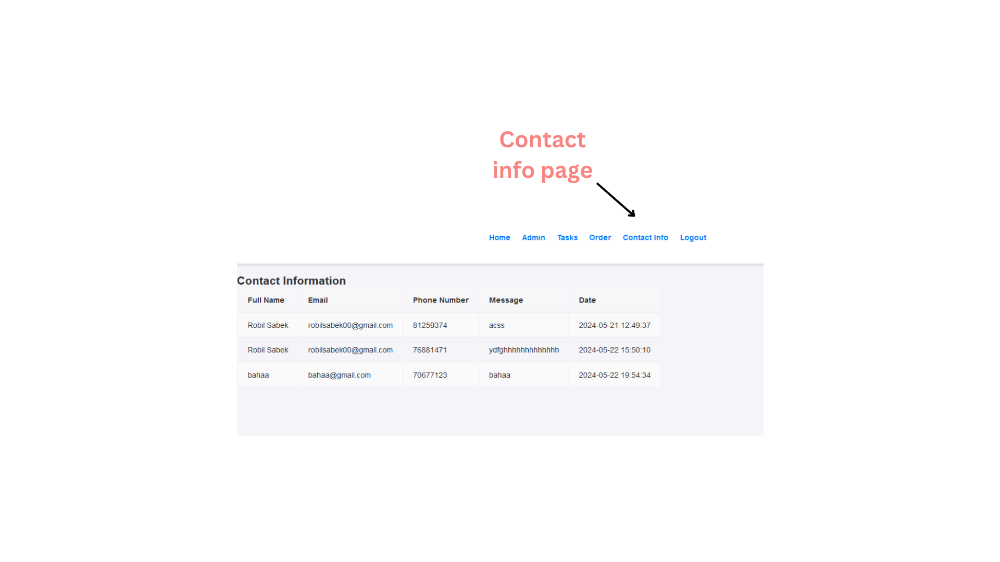 Contact
info page
Home Admin Tasks Order Contact Info Logout
Contact Information
Full Name Email Phone Number Message Date
Robil Sabek robilsabek00@gmail.com 81259374 acss 2024-05-21 12:49:37
Robil Sabek robilsabek00@gmail.com 76881471 ydfghhhhhhhhhhhhh 2024-05-22 15:50:10
bahaa bahaa@gmail.com 70677123 bahaa 2024-05-22 19:54:34